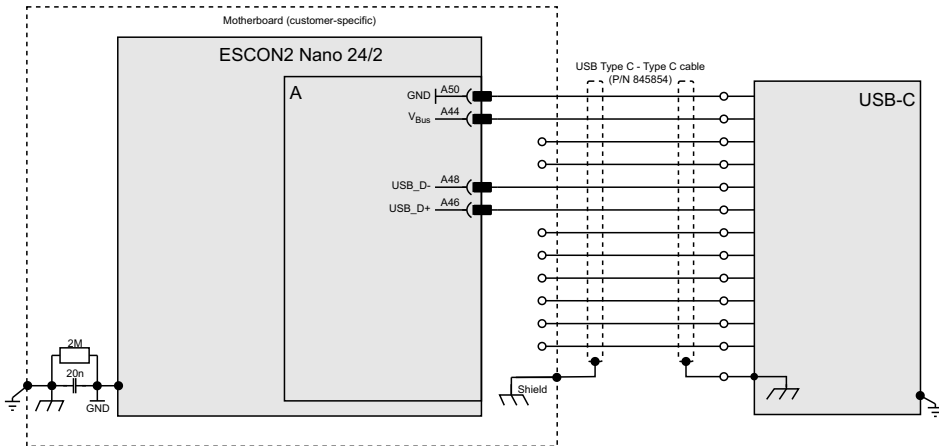 Motherboard (customer-specific)
ESCON2 Nano 24/2
USB Type C - Type C cable
(P/N 845854)
A
USB-C
GND A50
VBus A44
USB_D- A48
USB_D+ A46
2M
20n
GND
Shield